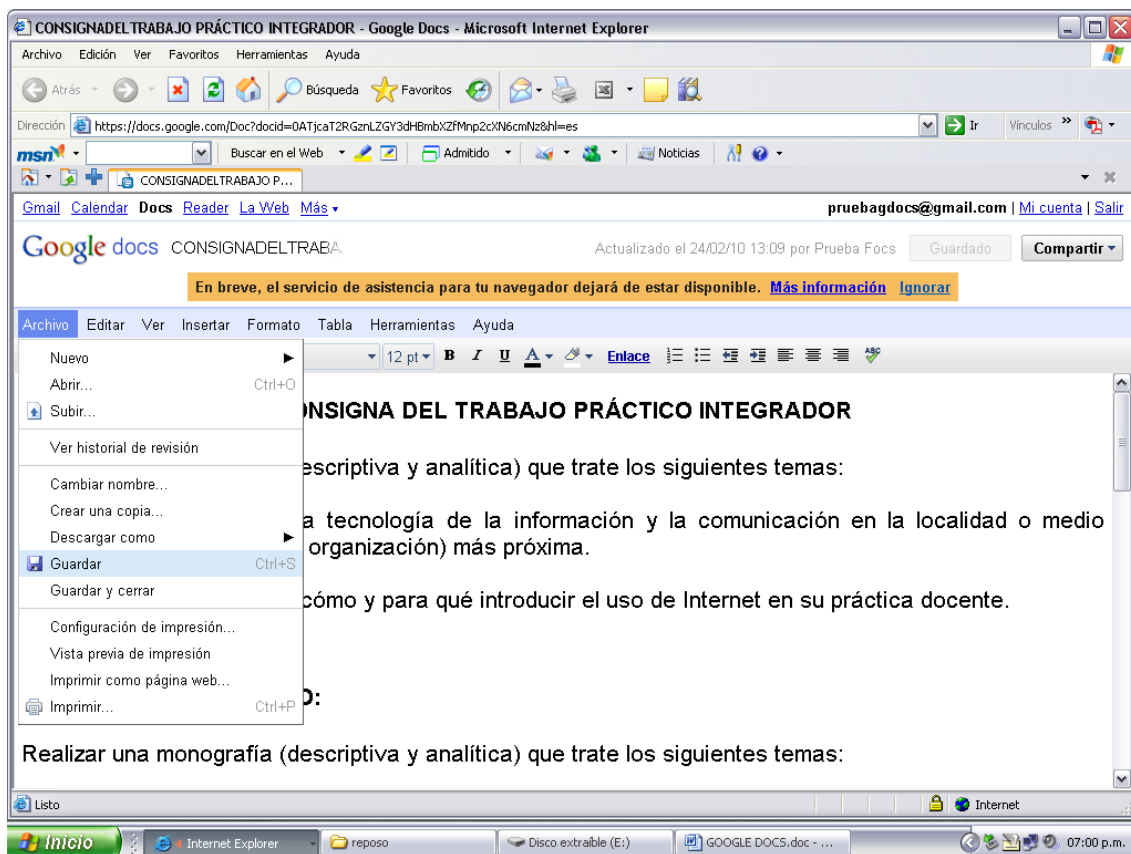 CONSIGNADELTRABAJO PRÁCTICO INTEGRADOR - Google Docs - Microsoft Internet Explorer
Archivo Edición Ver Favoritos Herramientas Ayuda
Atrás Búsqueda Favoritos
Dirección https://docs.google.com/Doc?docid=0ATjcaT2RGznLZGY3dHBmbXZfMnp2cXN6cmNz&hl=es Ir Vínculos »
msn Buscar en el Web Admitido Noticias
CONSIGNADELTRABAJO P...
Gmail Calendar Docs Reader La Web Más pruebagdocs@gmail.com | Mi cuenta | Salir
Google docs CONSIGNADELTRABA Actualizado el 24/02/10 13:09 por Prueba Focs Guardado Compartir
En breve, el servicio de asistencia para tu navegador dejará de estar disponible. Más información Ignorar
Archivo Editar Ver Insertar Formato Tabla Herramientas Ayuda
12 pt B I U A Enlace ABC
Nuevo
Abrir... Ctrl+O
Subir...
Ver historial de revisión
Cambiar nombre...
Crear una copia...
Descargar como
Guardar Ctrl+S
Guardar y cerrar
Configuración de impresión...
Vista previa de impresión
Imprimir como página web...
Imprimir... Ctrl+P
ONSIGNA DEL TRABAJO PRÁCTICO INTEGRADOR
escriptiva y analítica) que trate los siguientes temas:
a tecnología de la información y la comunicación en la localidad o medio
organización) más próxima.
cómo y para qué introducir el uso de Internet en su práctica docente.
O:
Realizar una monografía (descriptiva y analítica) que trate los siguientes temas:
Listo Internet
Inicio 4 Internet Explorer reposo Disco extraíble (E:) GOOGLE DOCS.doc - ... 07:00 p.m.